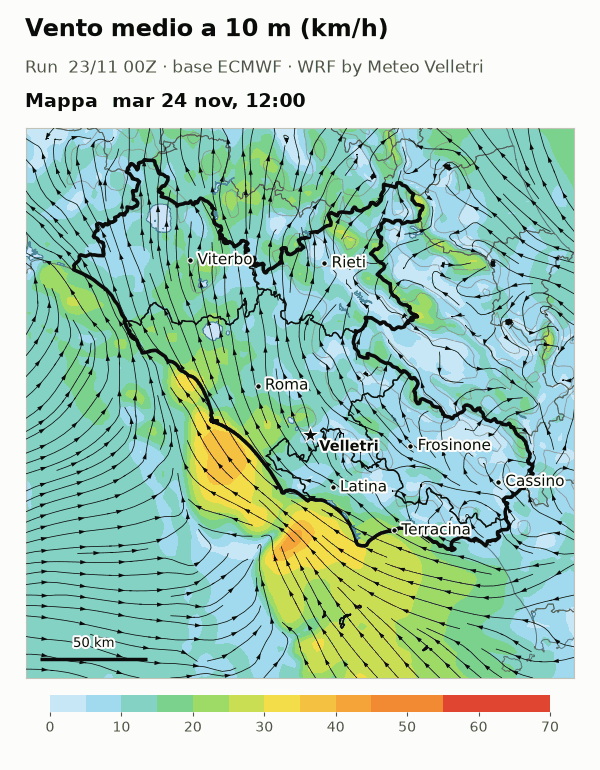 Vento medio a 10 m (km/h)
Run 23/11 00Z · base ECMWF · WRF by Meteo Velletri
Mappa mar 24 nov, 12:00
Viterbo
Rieti
Roma
Velletri
Frosinone
Latina
Cassino
Terracina
50 km
0 10 20 30 40 50 60 70